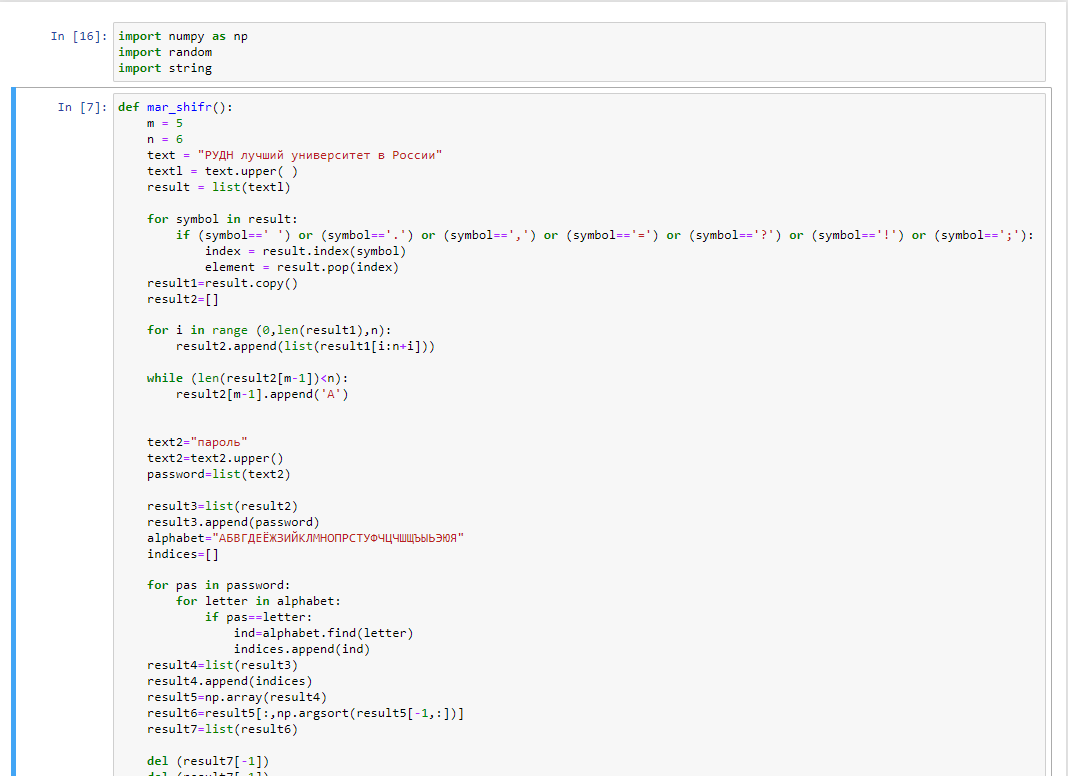 In [16]: import numpy as np
import random
import string
In [7]: def mar_shifr():
    m = 5
    n = 6
    text = "РУДН лучший университет в России"
    textl = text.upper( )
    result = list(textl)

    for symbol in result:
        if (symbol==' ') or (symbol=='.') or (symbol==',') or (symbol=='=') or (symbol=='?') or (symbol=='!') or (symbol==';'):
            index = result.index(symbol)
            element = result.pop(index)
    result1=result.copy()
    result2=[]

    for i in range (0,len(result1),n):
        result2.append(list(result1[i:n+i]))

    while (len(result2[m-1])<n):
        result2[m-1].append('А')

    text2="пароль"
    text2=text2.upper()
    password=list(text2)

    result3=list(result2)
    result3.append(password)
    alphabet="АБВГДЕЁЖЗИЙКЛМНОПРСТУФЧЦЧШЩЪЫЬЭЮЯ"
    indices=[]

    for pas in password:
        for letter in alphabet:
            if pas==letter:
                ind=alphabet.find(letter)
                indices.append(ind)
    result4=list(result3)
    result4.append(indices)
    result5=np.array(result4)
    result6=result5[:,np.argsort(result5[-1,:])]
    result7=list(result6)

    del (result7[-1])
    del (result7[-1])